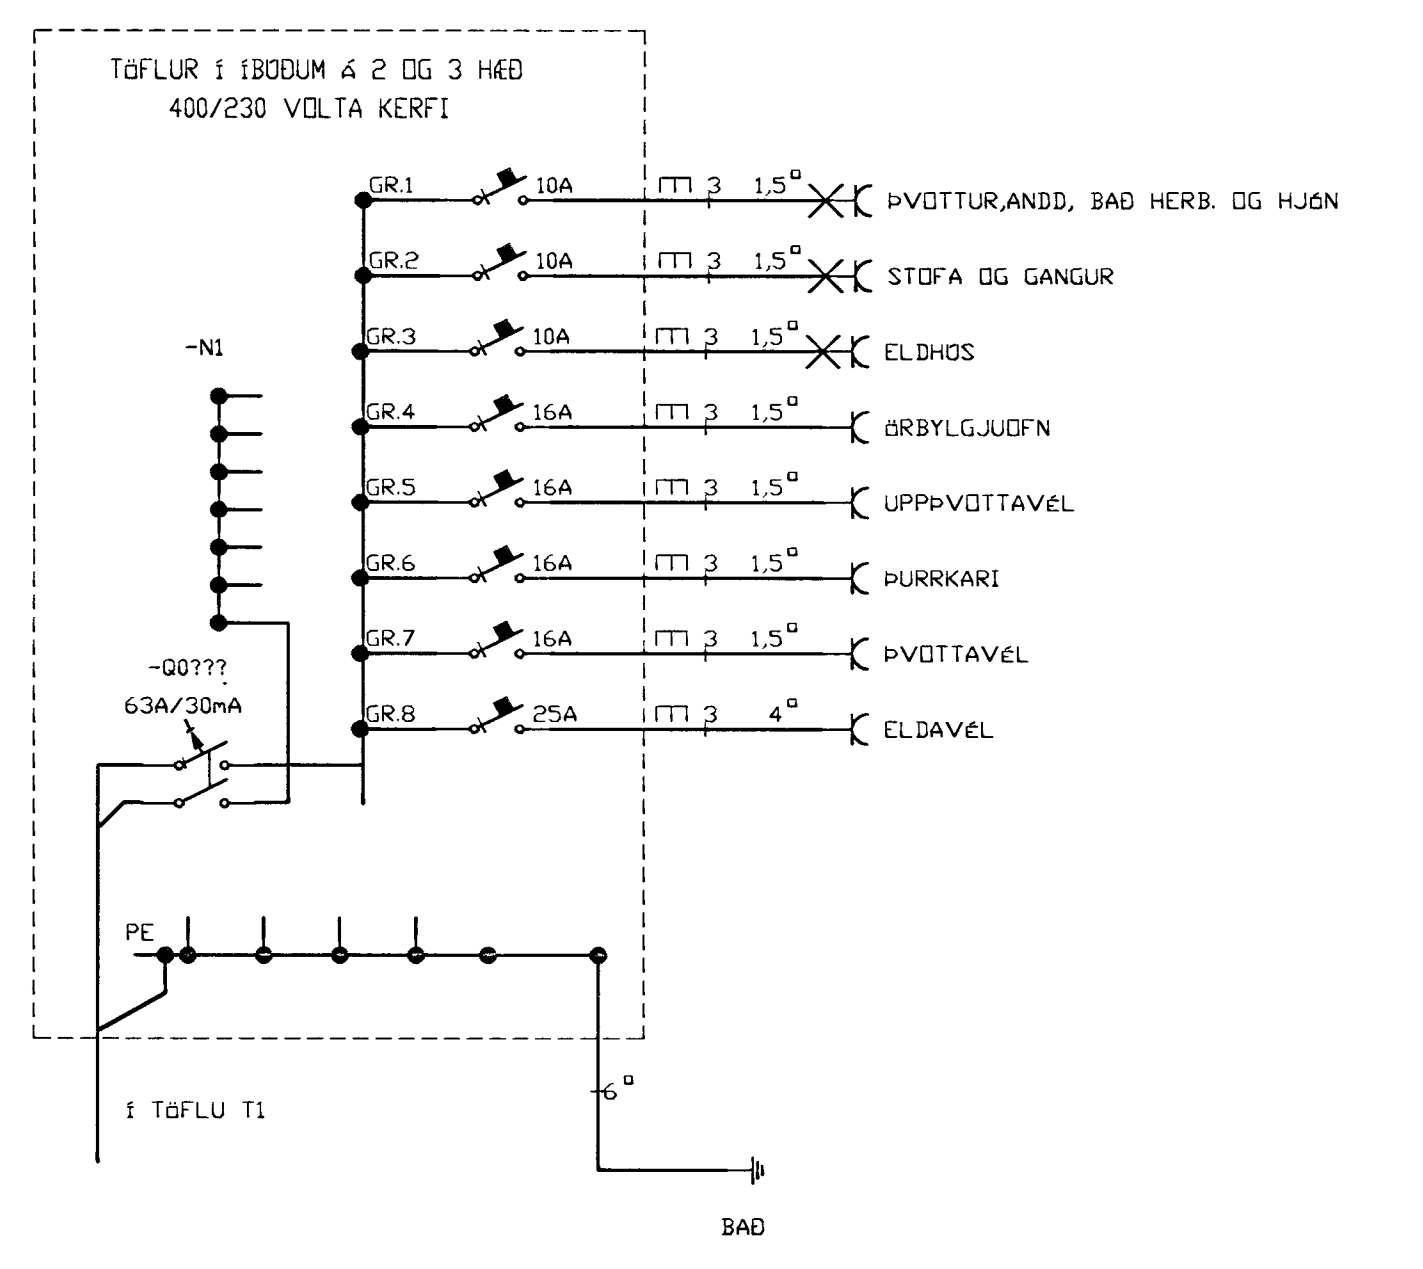 TÖFLUR Í ÍBÚÐUM Á 2 OG 3 HÆÐ
400/230 VOLTA KERFI
GR.1 10A 3 1,5□ ÞVOTTUR,ANDD, BAÐ HERB. OG HJÓN
GR.2 10A 3 1,5□ STOFA OG GANGUR
GR.3 10A 3 1,5□ ELDHÚS
-N1
GR.4 16A 3 1,5□ ÖRBYLGJUOFN
GR.5 16A 3 1,5□ UPPÞVOTTAVÉL
GR.6 16A 3 1,5□ ÞURRKARI
GR.7 16A 3 1,5□ ÞVOTTAVÉL
-Q0???
63A/30mA
GR.8 25A 3 4□ ELDAVÉL
PE
6□
Í TÖFLU T1
BAÐ